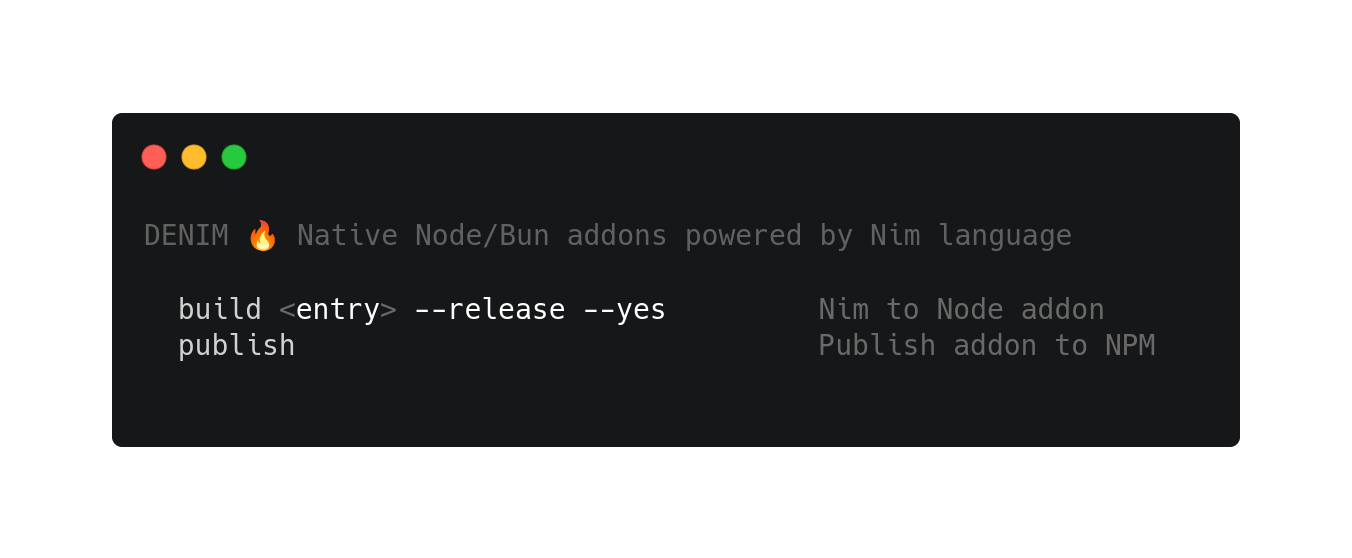 DENIM 🔥 Native Node/Bun addons powered by Nim language
build <entry> --release --yes Nim to Node addon
publish Publish addon to NPM